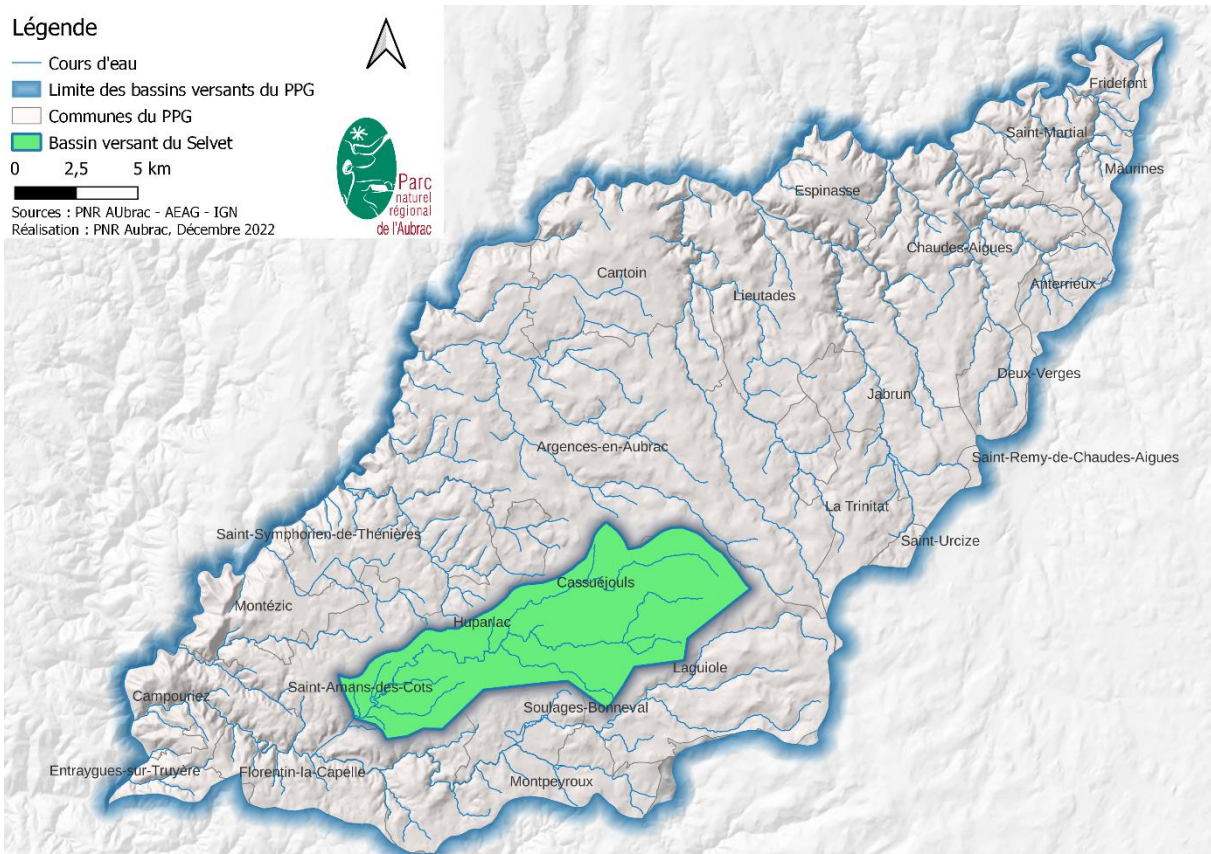 Légende
Cours d'eau
Limite des bassins versants du PPG
Communes du PPG
Bassin versant du Selvet
0 2,5 5 km
Sources : PNR AUbrac - AEAG - IGN
Réalisation : PNR Aubrac, Décembre 2022
Parc
naturel
régional
de l'Aubrac
Fridefont
Saint-Martial
Maurines
Espinasse
Chaudes-Aigues
Cantoin
Lieutades
Anterrieux
Deux-Verges
Jabrun
Argences-en-Aubrac
Saint-Remy-de-Chaudes-Aigues
La Trinitat
Saint-Symphorien-de-Thénières
Saint-Urcize
Cassuéjouls
Montézic
Huparlac
Laguiole
Saint-Amans-des-Cots
Campouriez
Soulages-Bonneval
Entraygues-sur-Truyère
Florentin-la-Capelle
Montpeyroux